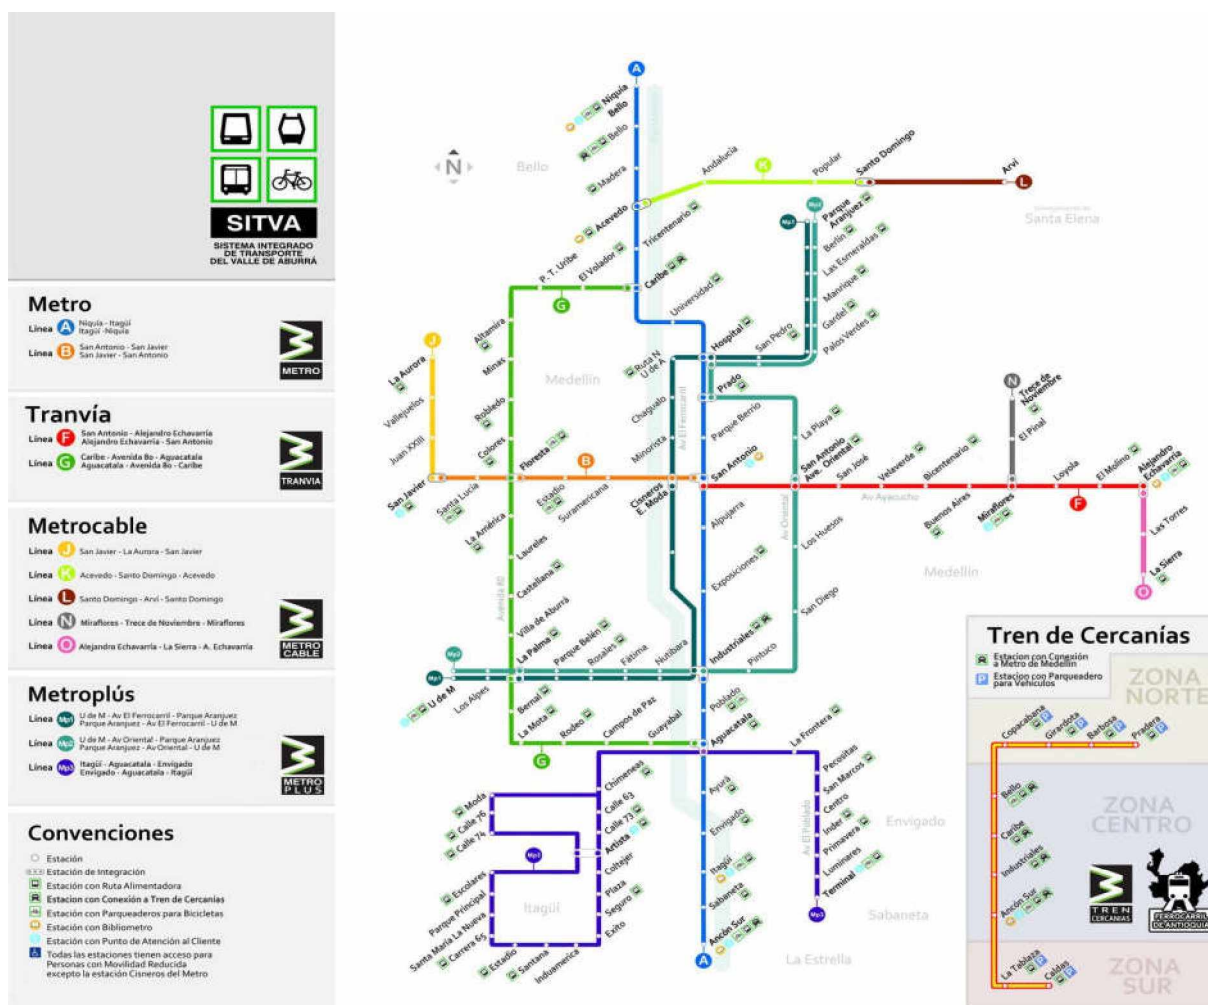 SITVA
SISTEMA INTEGRADO
DE TRANSPORTE
DEL VALLE DE ABURRÁ
Metro
Línea A Niquía - Itagüí
Itagüí -Niquía
Línea B San Antonio - San Javier
San Javier - San Antonio
METRO
Tranvía
Línea F San Antonio - Alejandro Echavarría
Alejandro Echavarría - San Antonio
Línea G Caribe - Avenida 80 - Aguacatala
Aguacatala - Avenida 80 - Caribe
TRANVIA
Metrocable
Línea J San Javier - La Aurora - San Javier
Línea K Acevedo - Santo Domingo - Acevedo
Línea L Santo Domingo - Arví - Santo Domingo
Línea N Miraflores - Trece de Noviembre - Miraflores
Línea O Alejandro Echavarría - La Sierra - A. Echavarría
METRO
CABLE
Metroplús
Línea Mp1 U de M - Av El Ferrocarril - Parque Aranjuez
Parque Aranjuez - Av El Ferrocarril - U de M
Línea Mp2 U de M - Av Oriental - Parque Aranjuez
Parque Aranjuez - Av Oriental - U de M
Línea Mp3 Itagüí - Aguacatala - Envigado
Envigado - Aguacatala - Itagüí
METRO
PLUS
Convenciones
Estación
Estación de Integración
Estación con Ruta Alimentadora
Estacion con Conexión a Tren de Cercanías
Estación con Parqueaderos para Bicicletas
Estación con Bibliometro
Estación con Punto de Atención al Cliente
Todas las estaciones tienen acceso para
Personas con Movilidad Reducida
excepto la estación Cisneros del Metro
N
A
Niquía
Bello
Bello
Madera
Acevedo
Tricentenario
Caribe
Universidad
Hospital
Prado
Parque Berrio
San Antonio
Alpujarra
Exposiciones
Industriales
Poblado
Aguacatala
Ayurá
Envigado
Itagüí
Sabaneta
Ancón Sur
A
Bello
Andalucía
K
Popular
Santo Domingo
Arví
L
Santa Elena
P. T. Uribe
El Volador
G
Altamira
Minas
Robledo
Colores
Floresta
La América
Laureles
Castellana
Villa de Aburrá
La Palma
Bernal
La Mota
Rodeo
Campos de Paz
Guayabal
G
Avenida 80
Medellín
J
La Aurora
Vallejuelos
Juan XXIII
San Javier
Santa Lucía
Estadio
Suramericana
B
Cisneros
E. Moda
Mp1
Mp2
Parque
Aranjuez
Berlín
Las Esmeraldas
Manrique
Gardel
Palos Verdes
San Pedro
Ruta N
U de A
Chagualo
Minorista
Av El Ferrocarril
La Playa
San Antonio
Ave. Oriental
Av Oriental
Los Huesos
San Diego
Pintuco
Nutibara
Fátima
Rosales
Parque Belén
Los Alpes
U de M
Mp2
Mp1
San José
Velaverde
Bicentenario
Av Ayacucho
Buenos Aires
Miraflores
El Pinal
Trece de
Noviembre
N
Loyola
El Molino
F
Alejandro
Echavarría
Las Torres
La Sierra
O
Medellín
La Frontera
Pecositas
San Marcos
Centro
Inder
Primavera
Luminares
Terminal
Mp3
Av El Poblado
Envigado
Sabaneta
La Estrella
Chimeneas
Calle 63
Calle 73
Artista
Coltejer
Plaza
Seguro
Exito
Induamerica
Santana
Estadio
Carrera 65
Santa María La Nueva
Parque Principal
Escolares
Mp3
Calle 74
Calle 76
Moda
Itagüí
Tren de Cercanías
Estacion con Conexión
a Metro de Medellín
Estacion con Parqueadero
para Vehículos
ZONA
NORTE
Copacabana
Girardota
Barbosa
Pradera
ZONA
CENTRO
Bello
Caribe
Industriales
Ancón Sur
TREN
CERCANIAS
FERROCARRIL
DE ANTIOQUIA
ZONA
SUR
La Tablaza
Caldas